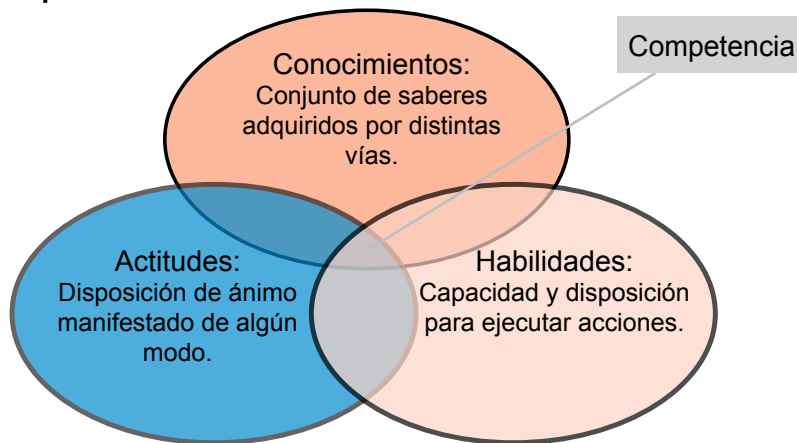 Competencia
Conocimientos:
Conjunto de saberes
adquiridos por distintas
vías.
Actitudes:
Disposición de ánimo
manifestado de algún
modo.
Habilidades:
Capacidad y disposición
para ejecutar acciones.